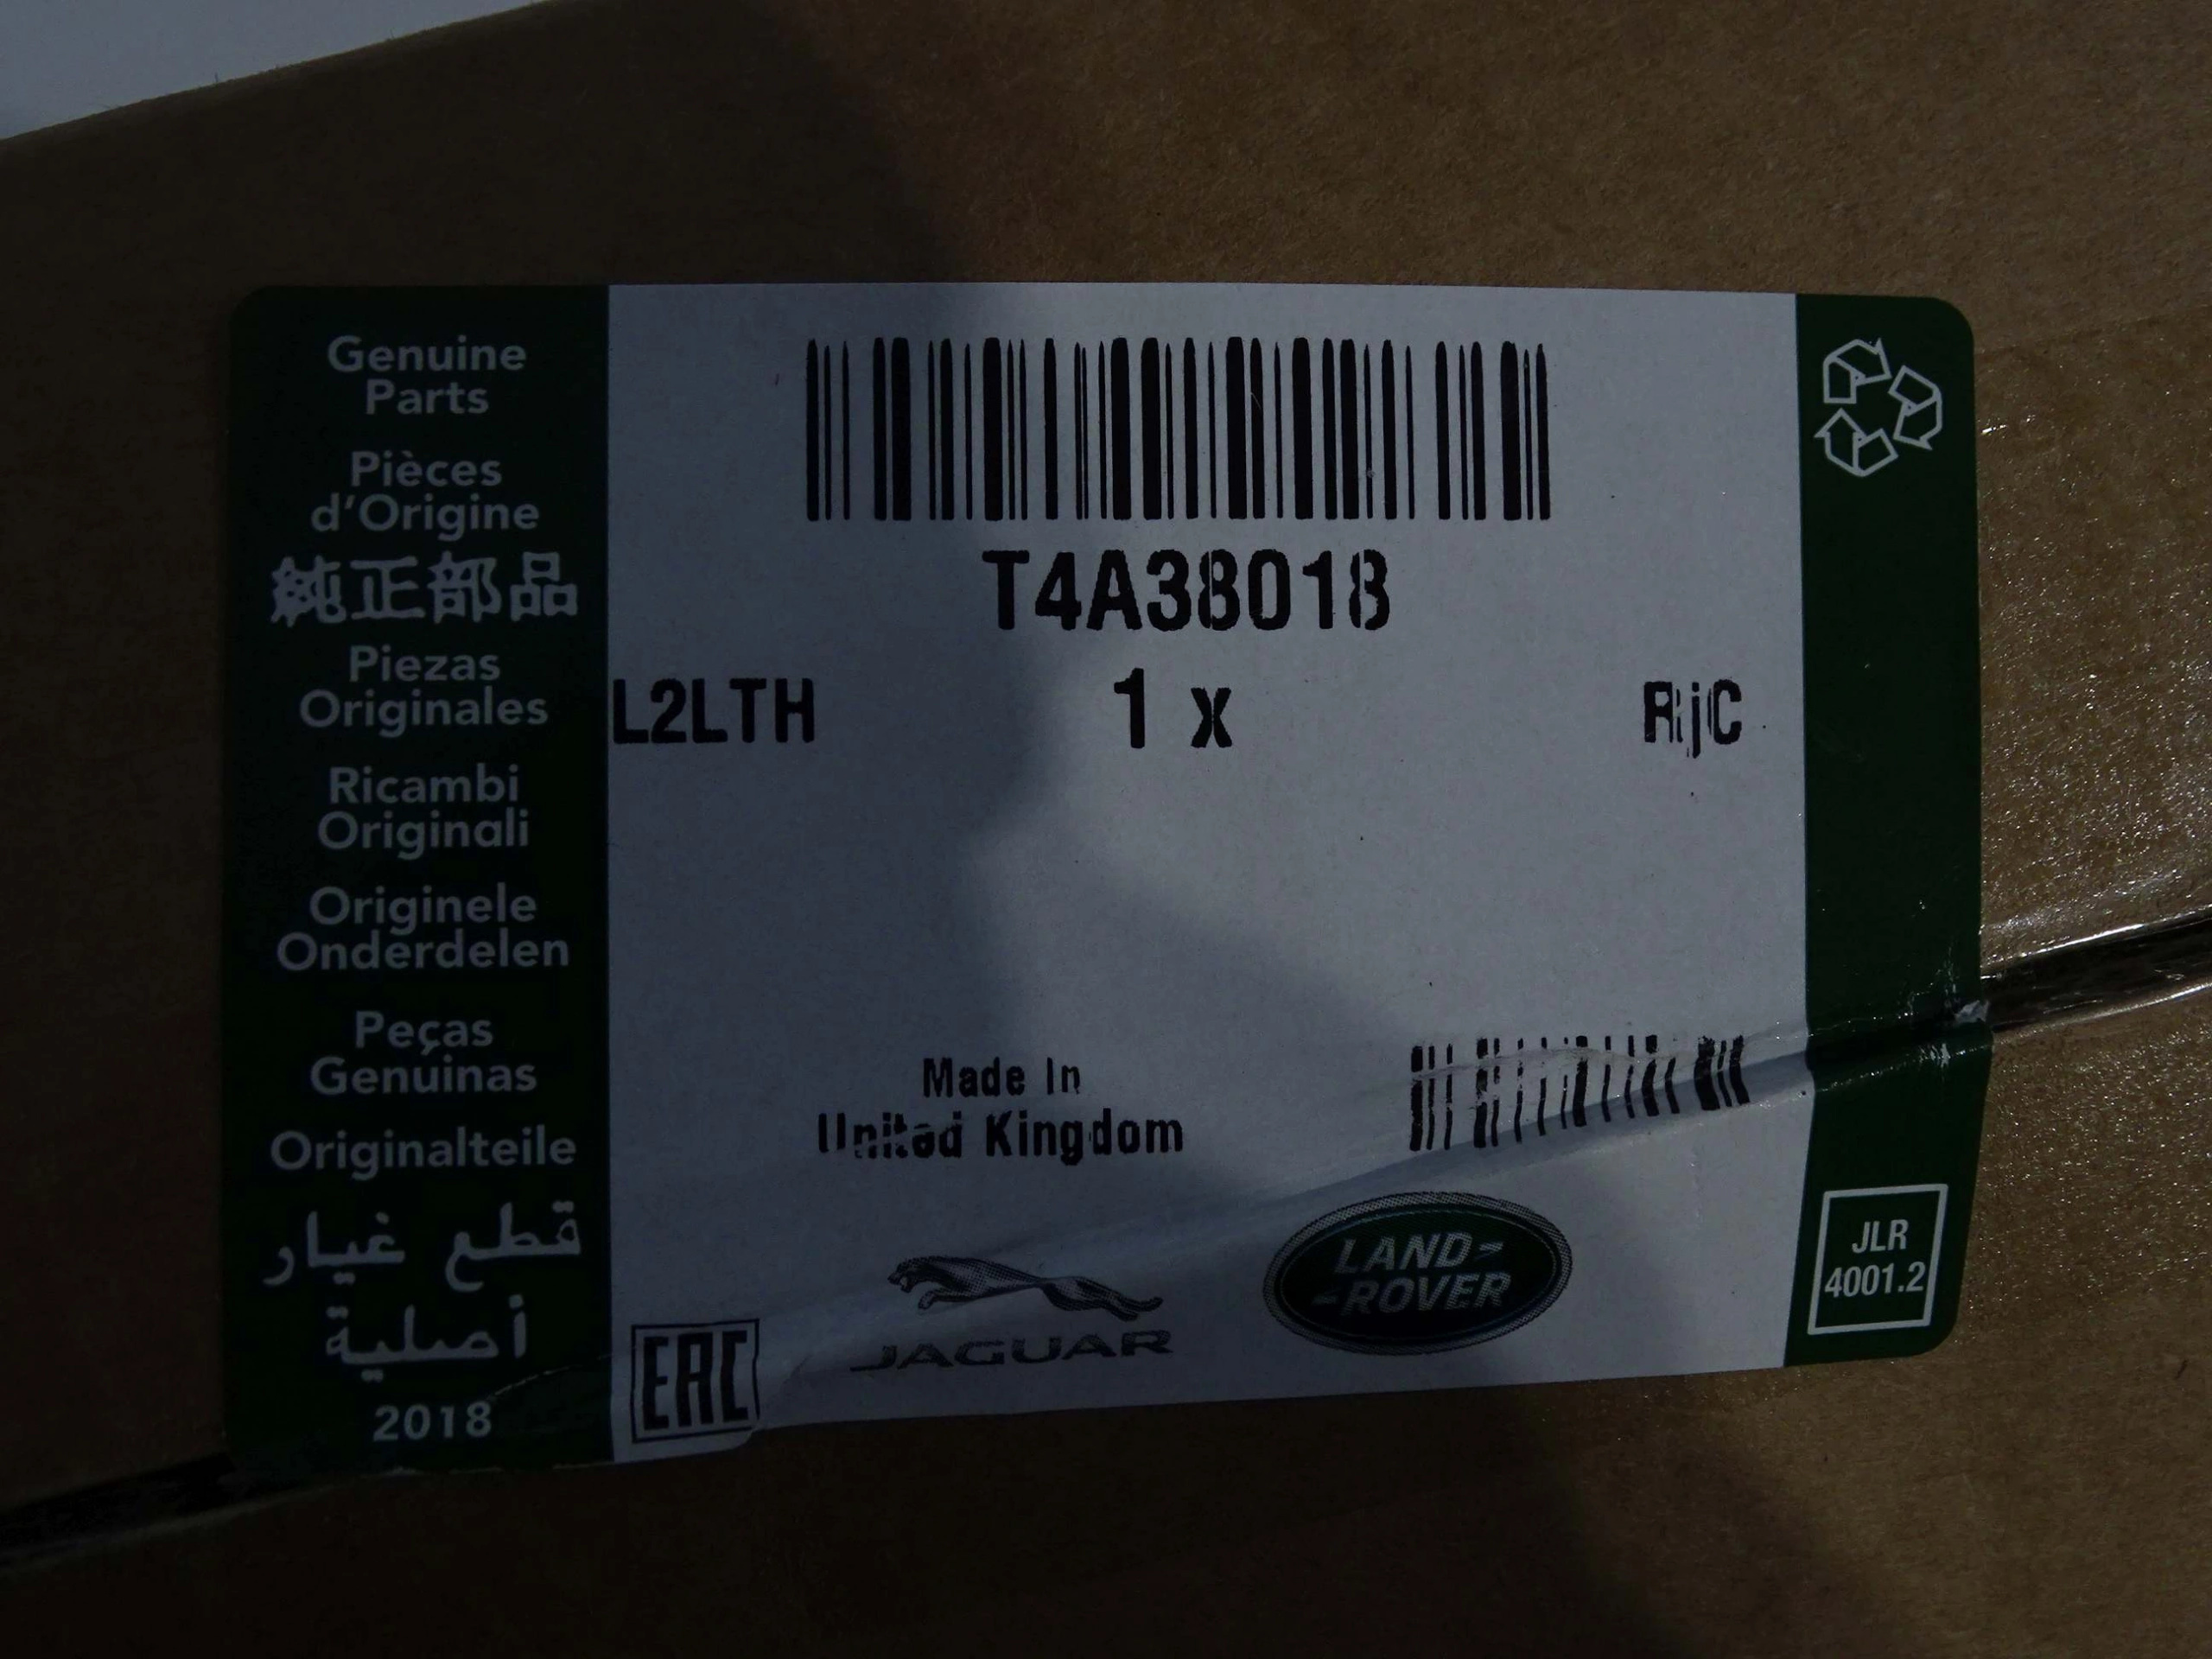 Genuine
Parts
Pièces
d'Origine
純正部品
Piezas
Originales
Ricambi
Originali
Originele
Onderdelen
Peças
Genuinas
Originalteile
قطع غيار
أصلية
2018
T4A38018
L2LTH 1 x
Made In
United Kingdom
EAC
JAGUAR
LAND-
-ROVER
JLR
4001.2